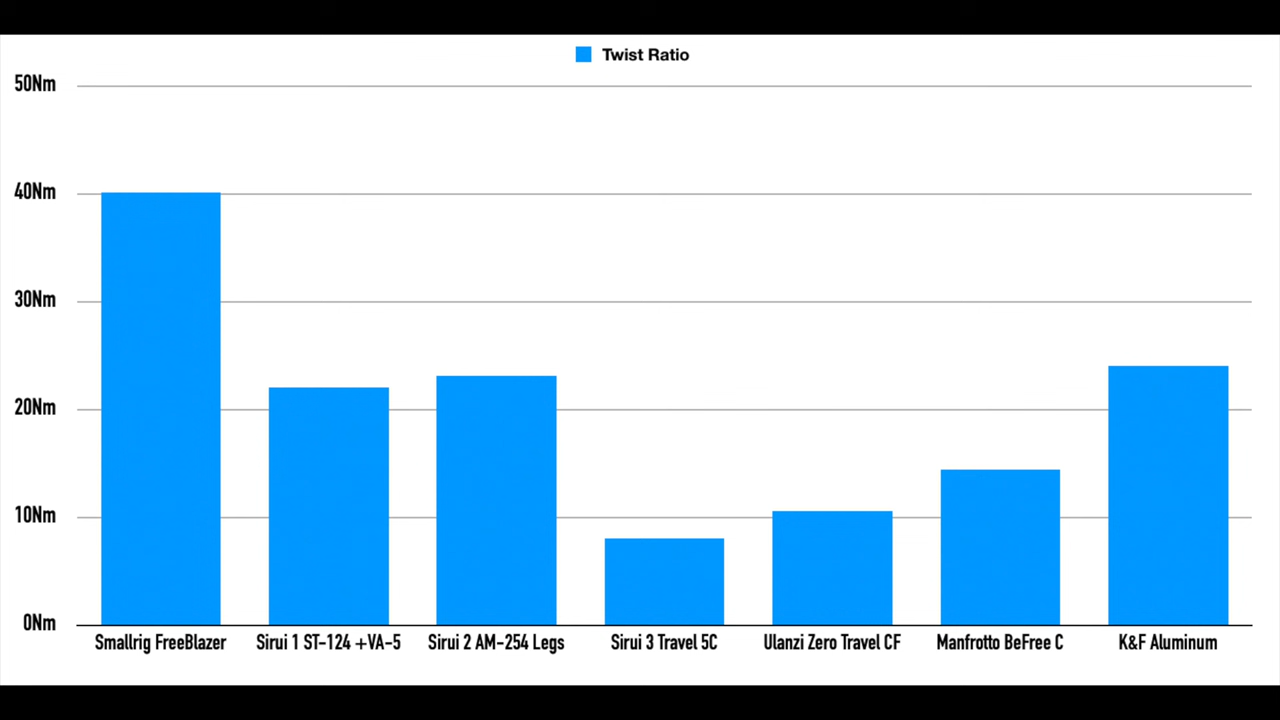 Twist Ratio
50Nm
40Nm
30Nm
20Nm
10Nm
0Nm
Smallrig FreeBlazer
Sirui 1 ST-124 +VA-5
Sirui 2 AM-254 Legs
Sirui 3 Travel 5C
Ulanzi Zero Travel CF
Manfrotto BeFree C
K&F Aluminum